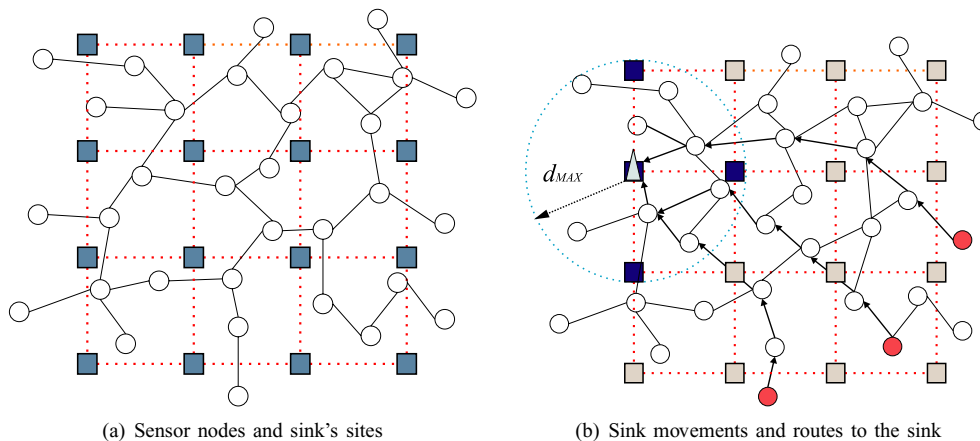 d_MAX
(a) Sensor nodes and sink's sites
(b) Sink movements and routes to the sink